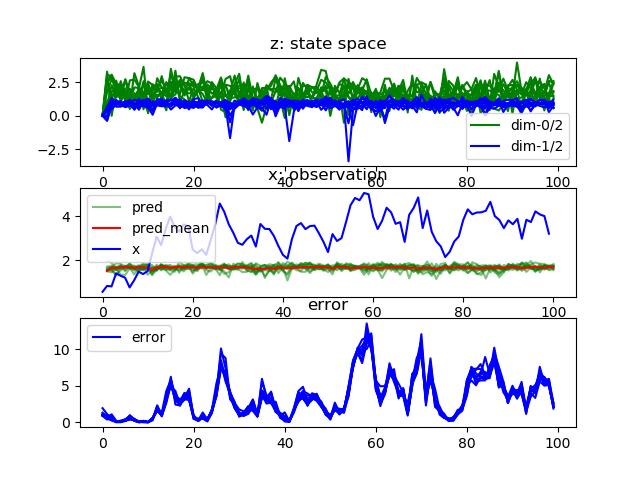 z: state space
2.5
0.0
−2.5
dim-0/2
dim-1/2
0 20 40 60 80 100
x: observation
4
2
pred
pred_mean
x
0 20 40 60 80 100
error
10
5
0
error
0 20 40 60 80 100